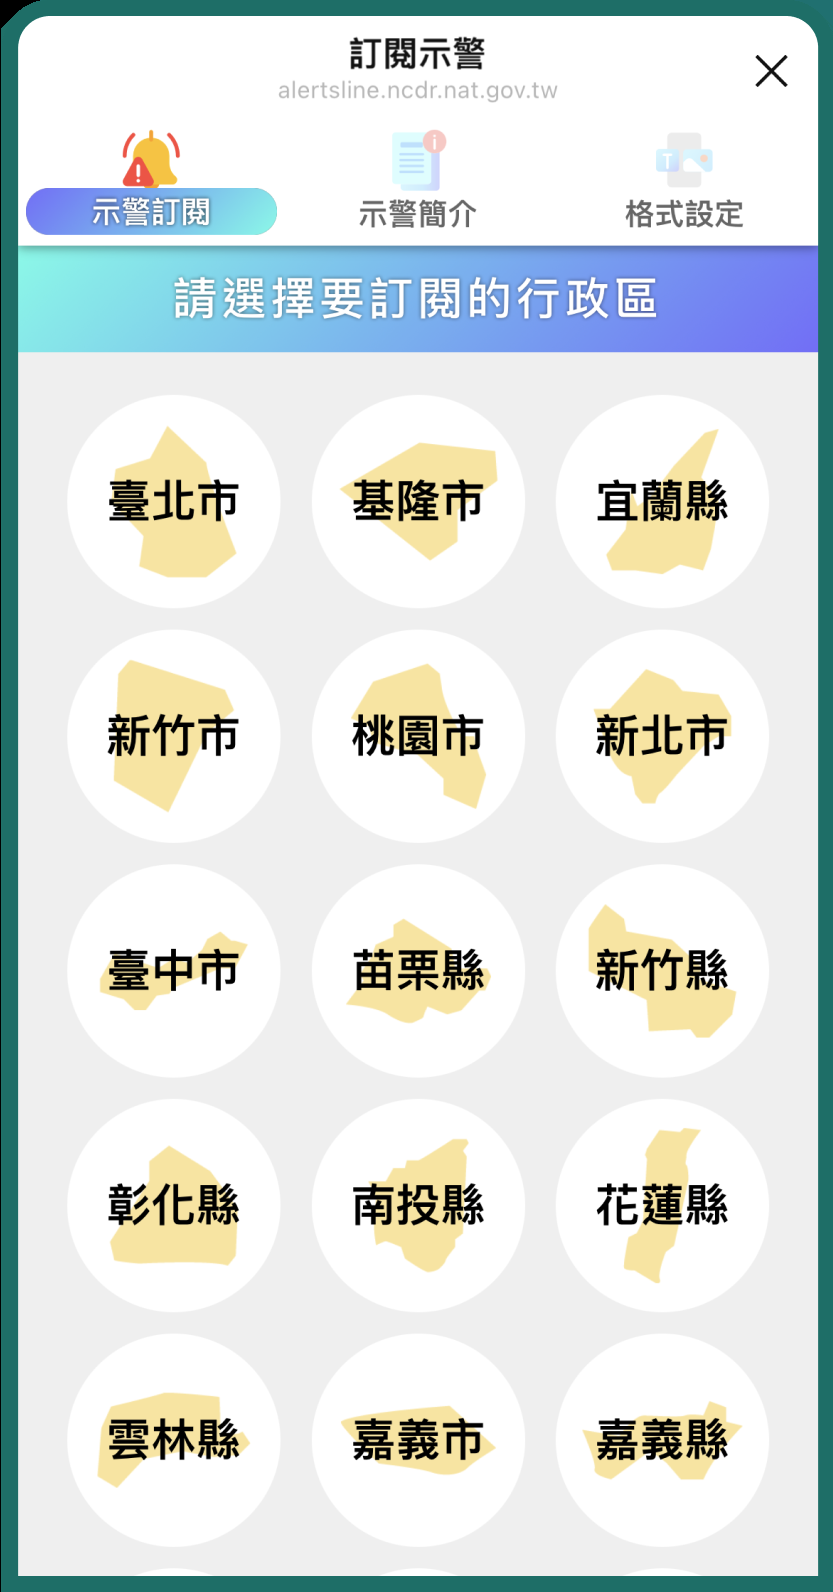 訂閱示警
alertsline.ncdr.nat.gov.tw
示警訂閱 示警簡介 格式設定
請選擇要訂閱的行政區
臺北市 基隆市 宜蘭縣
新竹市 桃園市 新北市
臺中市 苗栗縣 新竹縣
彰化縣 南投縣 花蓮縣
雲林縣 嘉義市 嘉義縣